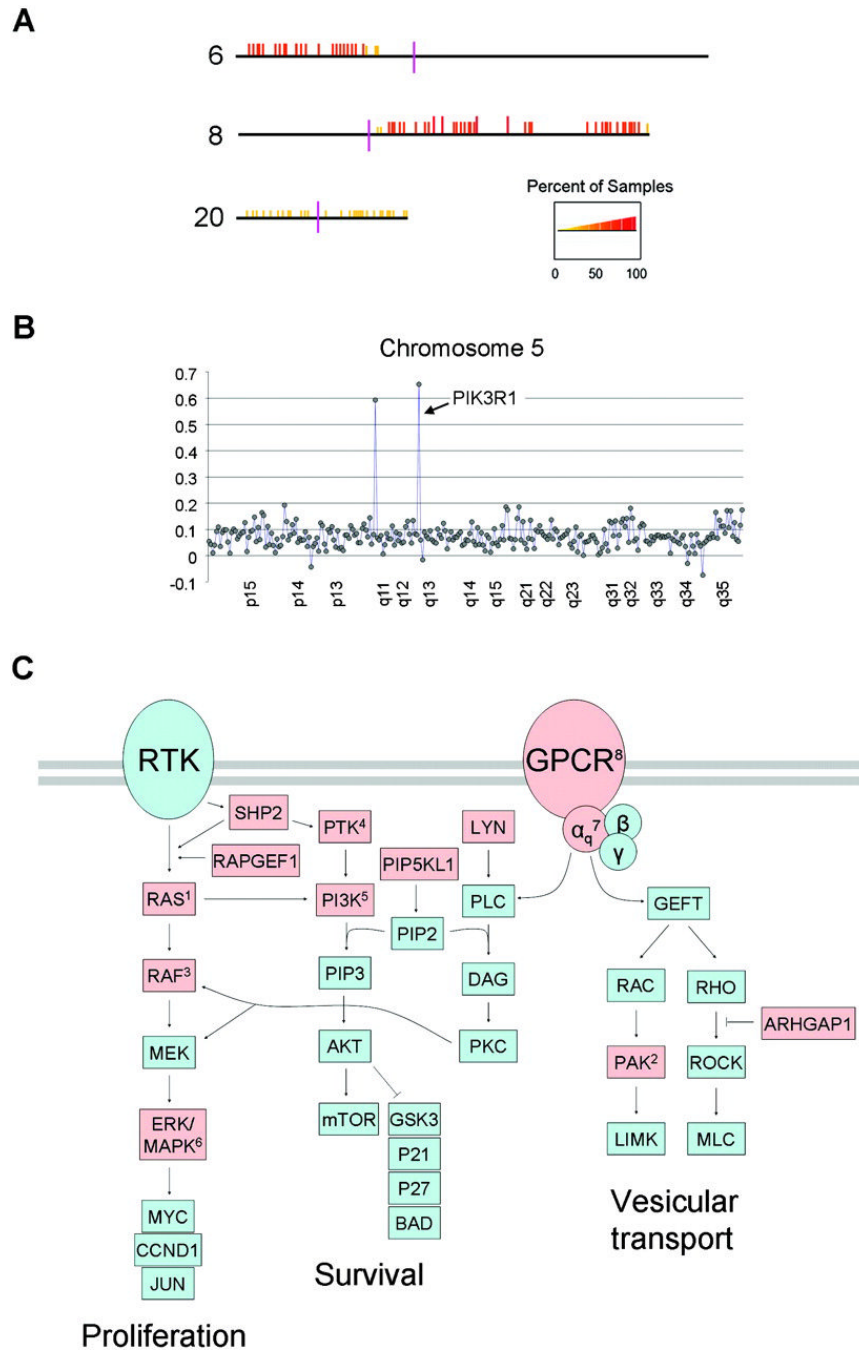 A
6
8
20
Percent of Samples
0 50 100
B
Chromosome 5
0.7
0.6
0.5
0.4
0.3
0.2
0.1
0
-0.1
PIK3R1
p15 p14 p13 q11 q12 q13 q14 q15 q21 q22 q23 q31 q32 q33 q34 q35
C
RTK
GPCR⁸
SHP2
PTK⁴
LYN
αq⁷
β
γ
RAPGEF1
PIP5KL1
RAS¹
PI3K⁵
PLC
GEFT
PIP2
RAF³
PIP3
DAG
RAC
RHO
ARHGAP1
MEK
AKT
PKC
PAK²
ROCK
ERK/
MAPK⁶
mTOR
GSK3
P21
P27
BAD
LIMK
MLC
MYC
CCND1
JUN
Vesicular
transport
Survival
Proliferation